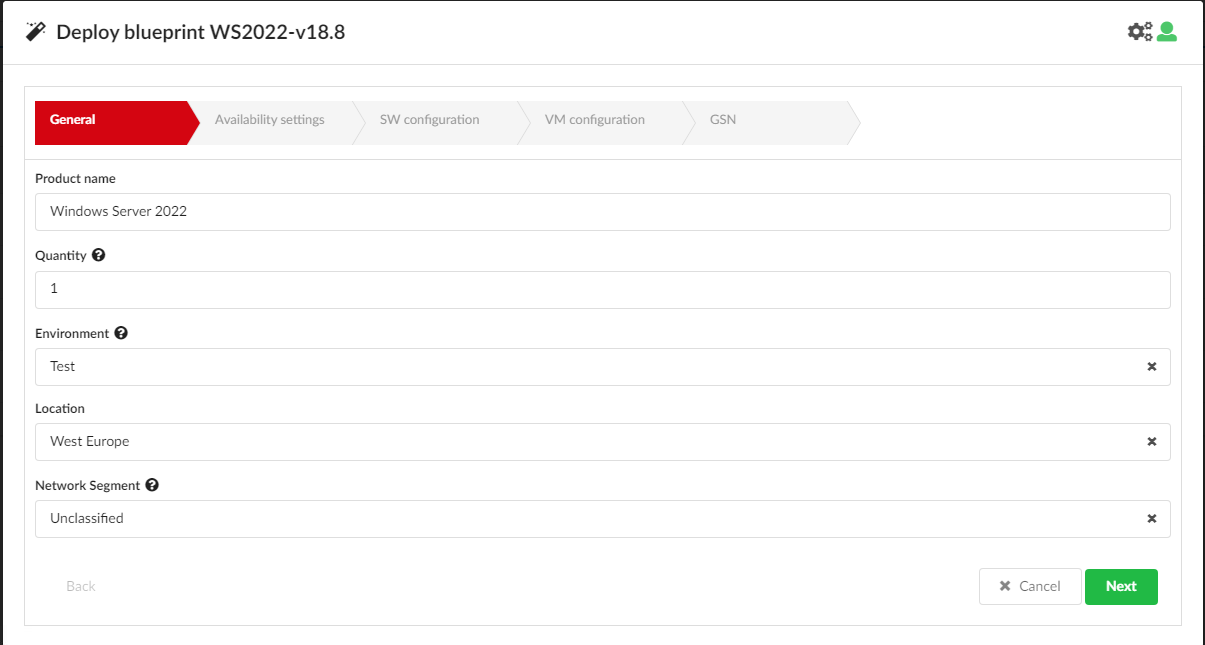 Deploy blueprint WS2022-v18.8
General Availability settings SW configuration VM configuration GSN
Product name
Windows Server 2022
Quantity
1
Environment
Test
Location
West Europe
Network Segment
Unclassified
Back Cancel Next